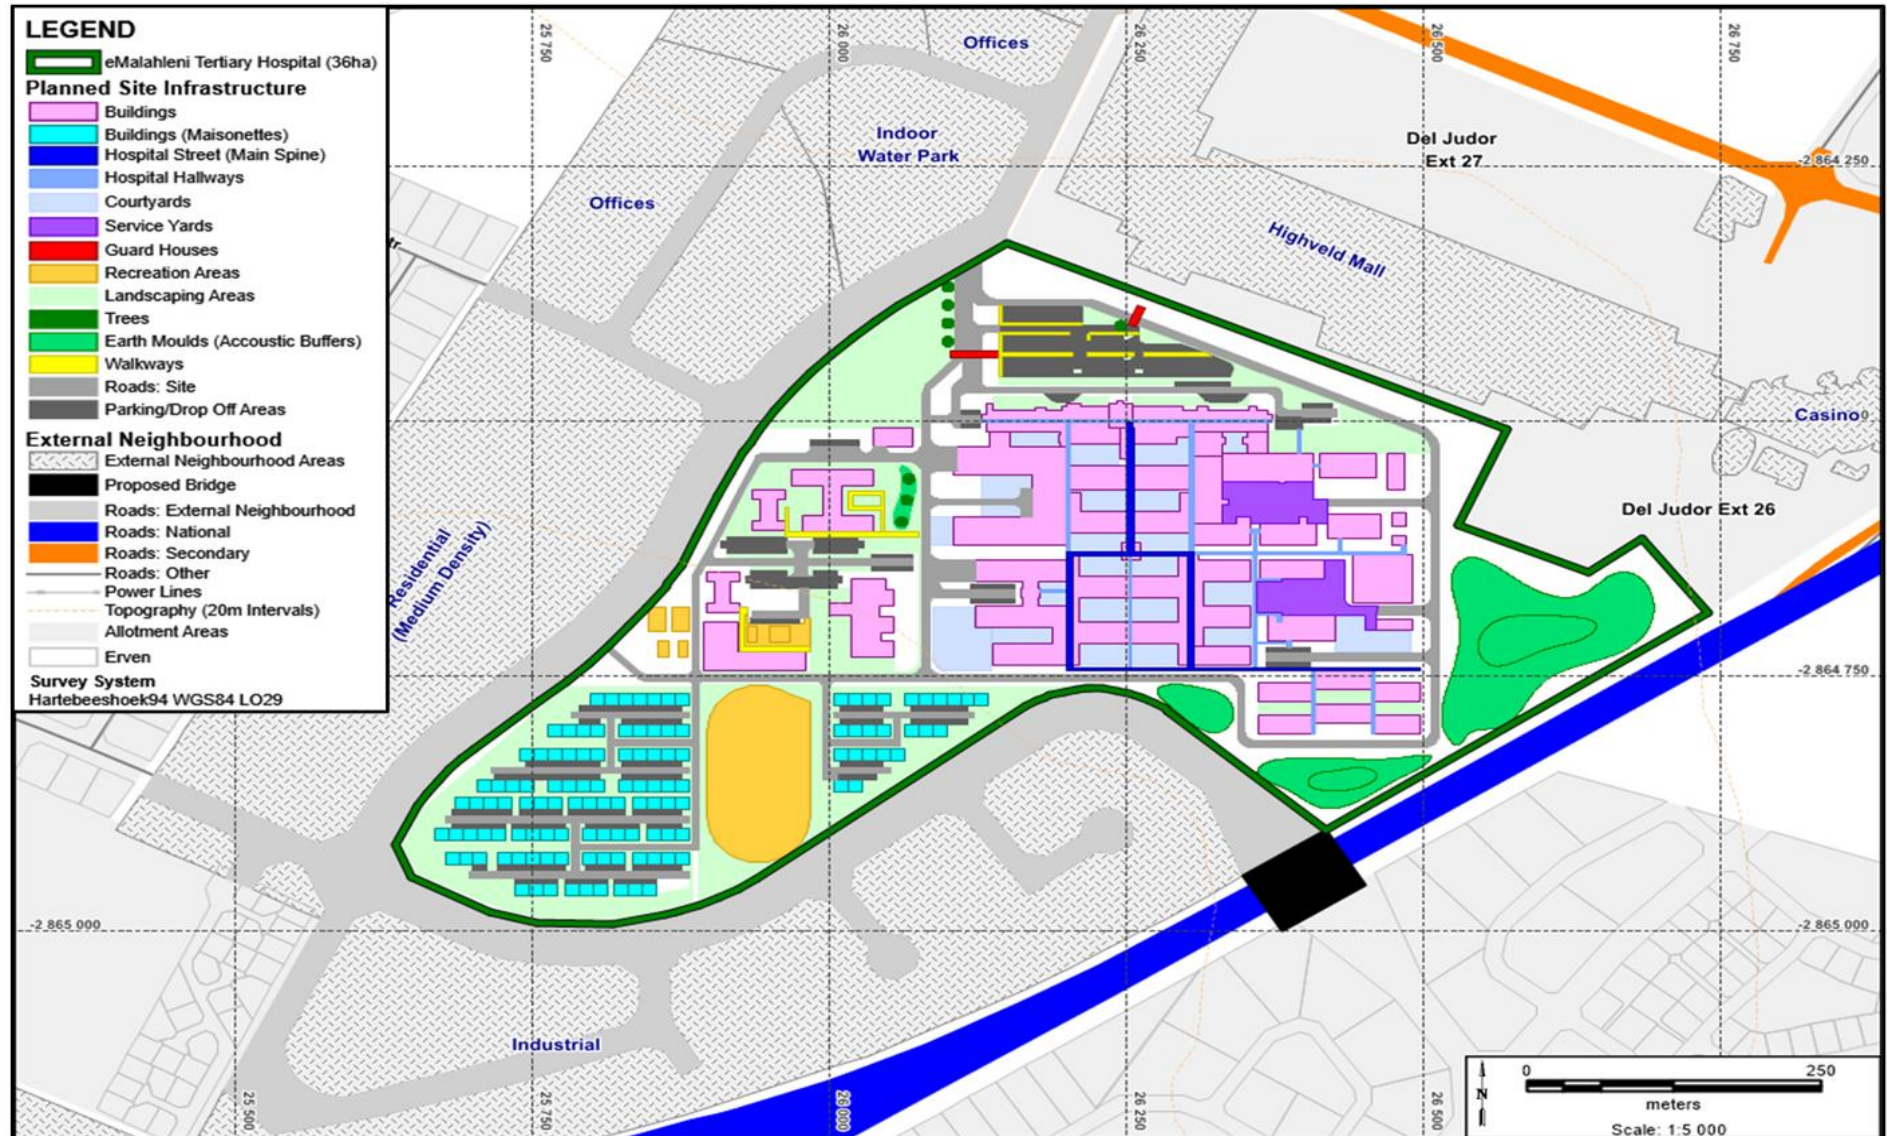 LEGEND
eMalahleni Tertiary Hospital (36ha)
Planned Site Infrastructure
Buildings
Buildings (Maisonettes)
Hospital Street (Main Spine)
Hospital Hallways
Courtyards
Service Yards
Guard Houses
Recreation Areas
Landscaping Areas
Trees
Earth Moulds (Accoustic Buffers)
Walkways
Roads: Site
Parking/Drop Off Areas
External Neighbourhood
External Neighbourhood Areas
Proposed Bridge
Roads: External Neighbourhood
Roads: National
Roads: Secondary
Roads: Other
Power Lines
Topography (20m Intervals)
Allotment Areas
Erven
Survey System
Hartebeeshoek94 WGS84 LO29
25 750
26 000
26 250
26 500
26 750
Offices
Indoor
Water Park
Offices
Del Judor
Ext 27
-2 864 250
Highveld Mall
tr
Casino
0
Del Judor Ext 26
Residential
(Medium Density)
-2 864 750
-2 865 000
-2 865 000
Industrial
25 500
25 750
26 000
26 250
26 500
0 250
N
meters
Scale: 1:5 000